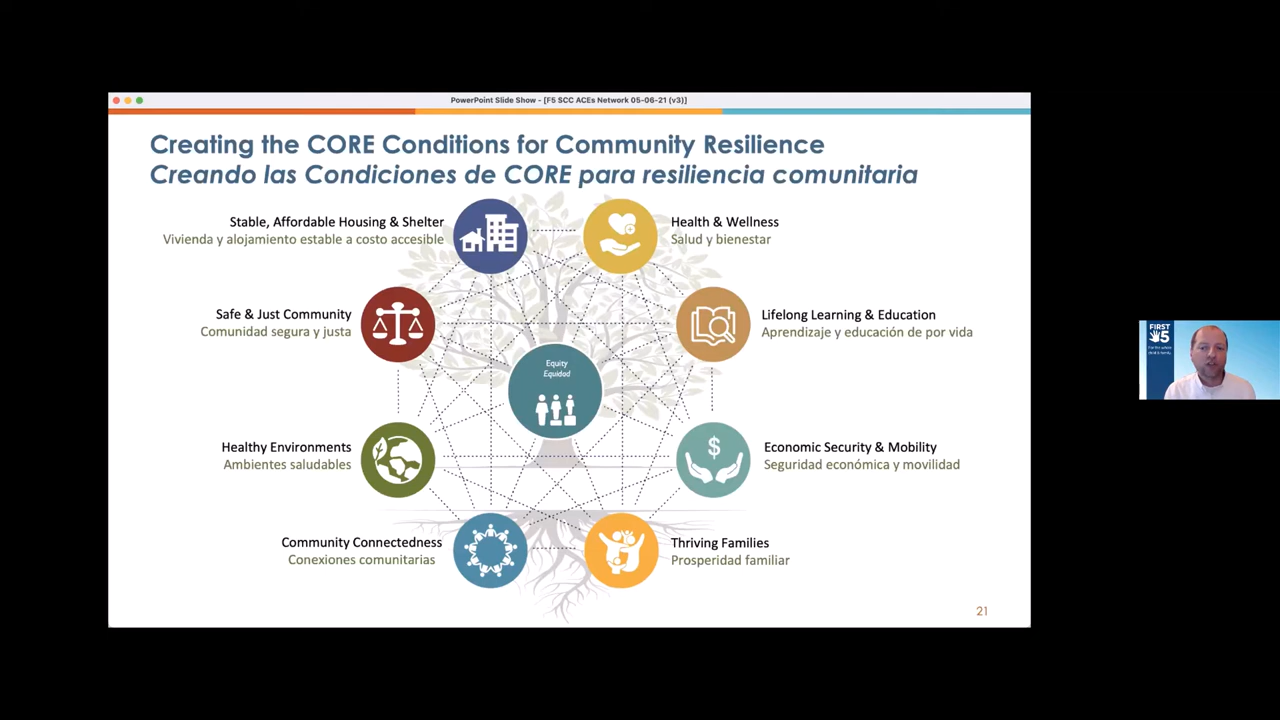 PowerPoint Slide Show - [F5 SCC ACEs Network 05-06-21 (v3)]
Creating the CORE Conditions for Community Resilience
Creando las Condiciones de CORE para resiliencia comunitaria
Stable, Affordable Housing & Shelter
Vivienda y alojamiento estable a costo accesible
Health & Wellness
Salud y bienestar
Safe & Just Community
Comunidad segura y justa
Lifelong Learning & Education
Aprendizaje y educación de por vida
Equity
Equidad
Healthy Environments
Ambientes saludables
$
Economic Security & Mobility
Seguridad económica y movilidad
Community Connectedness
Conexiones comunitarias
Thriving Families
Prosperidad familiar
21
FIRST
5